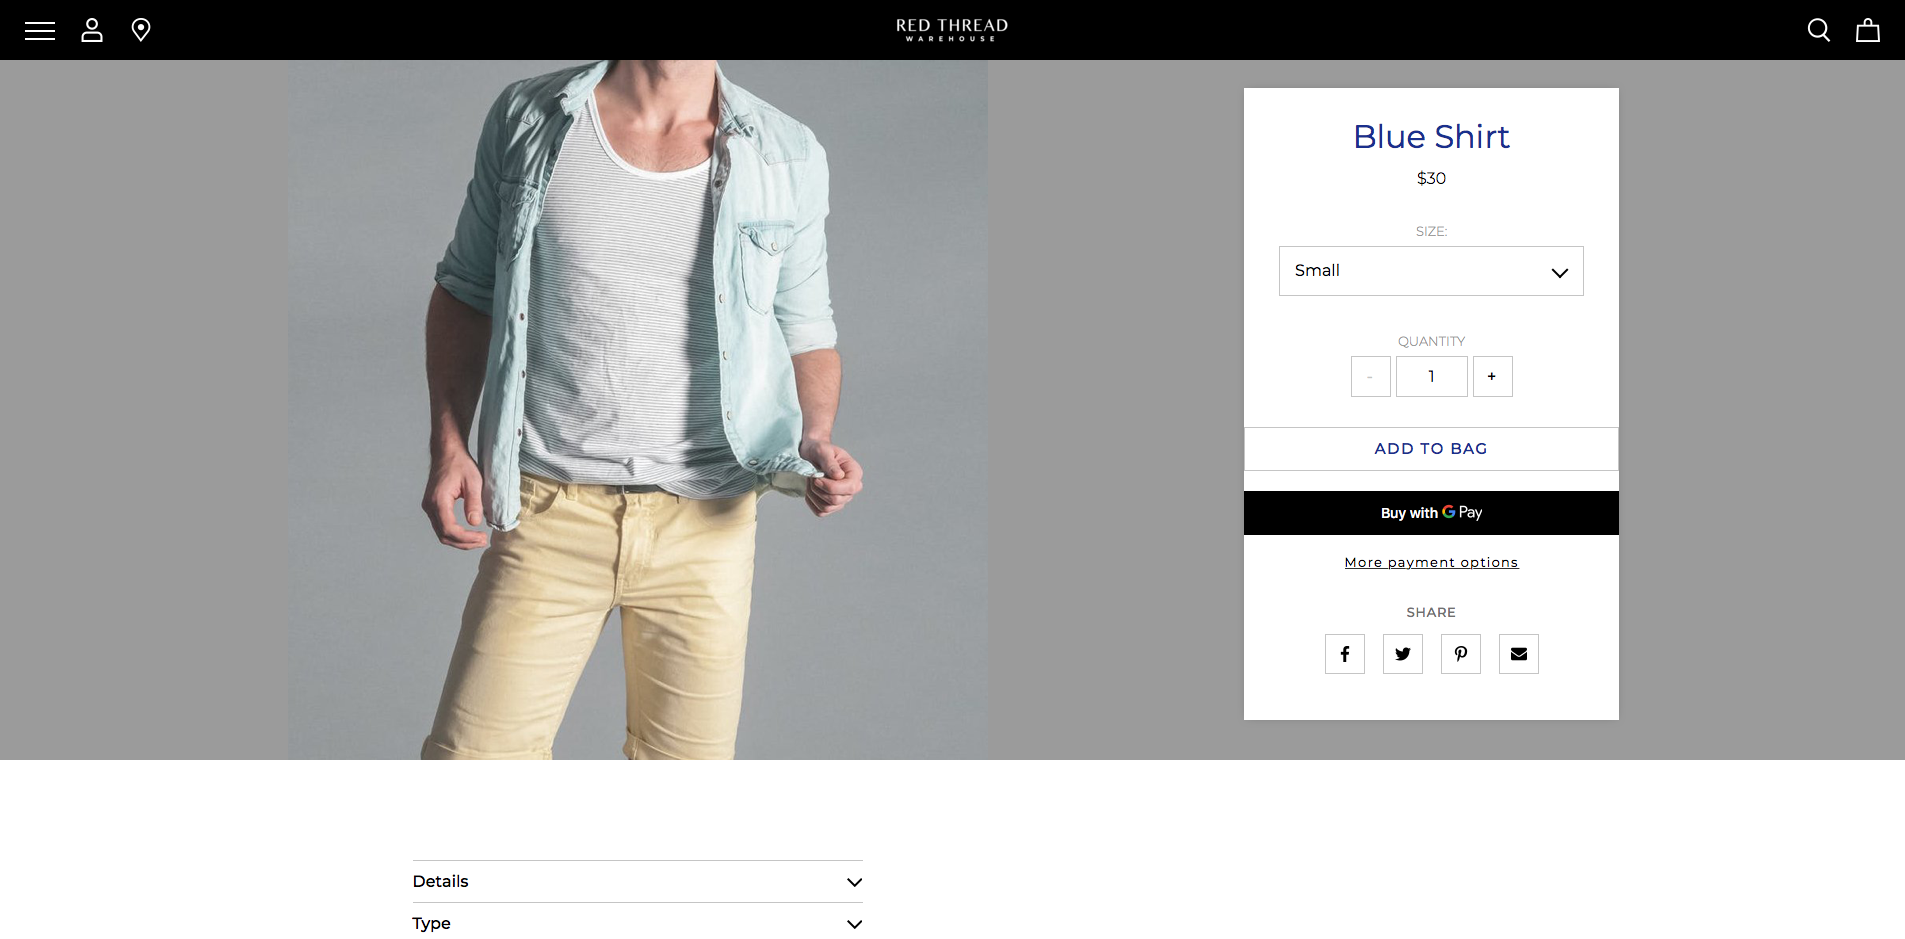 RED THREAD
WAREHOUSE
Blue Shirt
$30
SIZE:
Small
QUANTITY
- 1 +
ADD TO BAG
Buy with G Pay
More payment options
SHARE
Details
Type